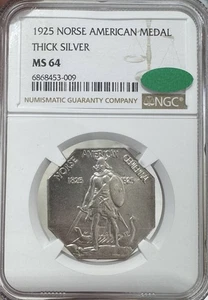 1925 NORSE AMERICAN MEDAL
THICK SILVER
MS 64
6868453-009
NUMISMATIC GUARANTY COMPANY
NGC
NORSE AMERICAN CENTENNIAL
1825 1925